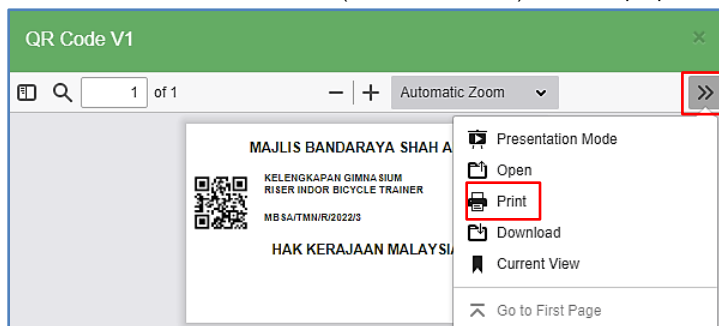 QR Code V1
1 of 1
Automatic Zoom
MAJLIS BANDARAYA SHAH A
KELENGKAPAN GIMNASIUM
RISER INDOR BICYCLE TRAINER
MBSA/TMN/R/2022/3
HAK KERAJAAN MALAYSI
Presentation Mode
Open
Print
Download
Current View
Go to First Page